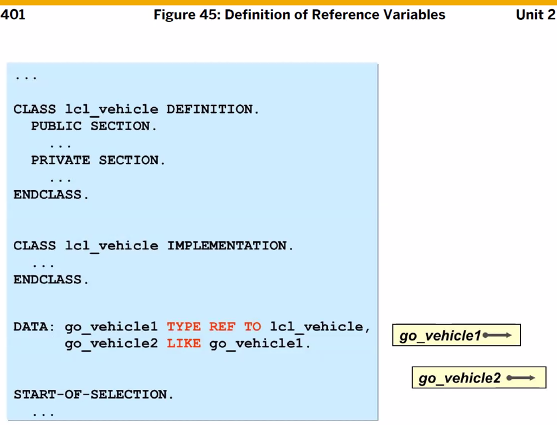 401 Figure 45: Definition of Reference Variables Unit 2
...
CLASS lcl_vehicle DEFINITION.
PUBLIC SECTION.
...
PRIVATE SECTION.
...
ENDCLASS.
CLASS lcl_vehicle IMPLEMENTATION.
...
ENDCLASS.
DATA: go_vehicle1 TYPE REF TO lcl_vehicle,
go_vehicle2 LIKE go_vehicle1.
go_vehicle1
go_vehicle2
START-OF-SELECTION.
...